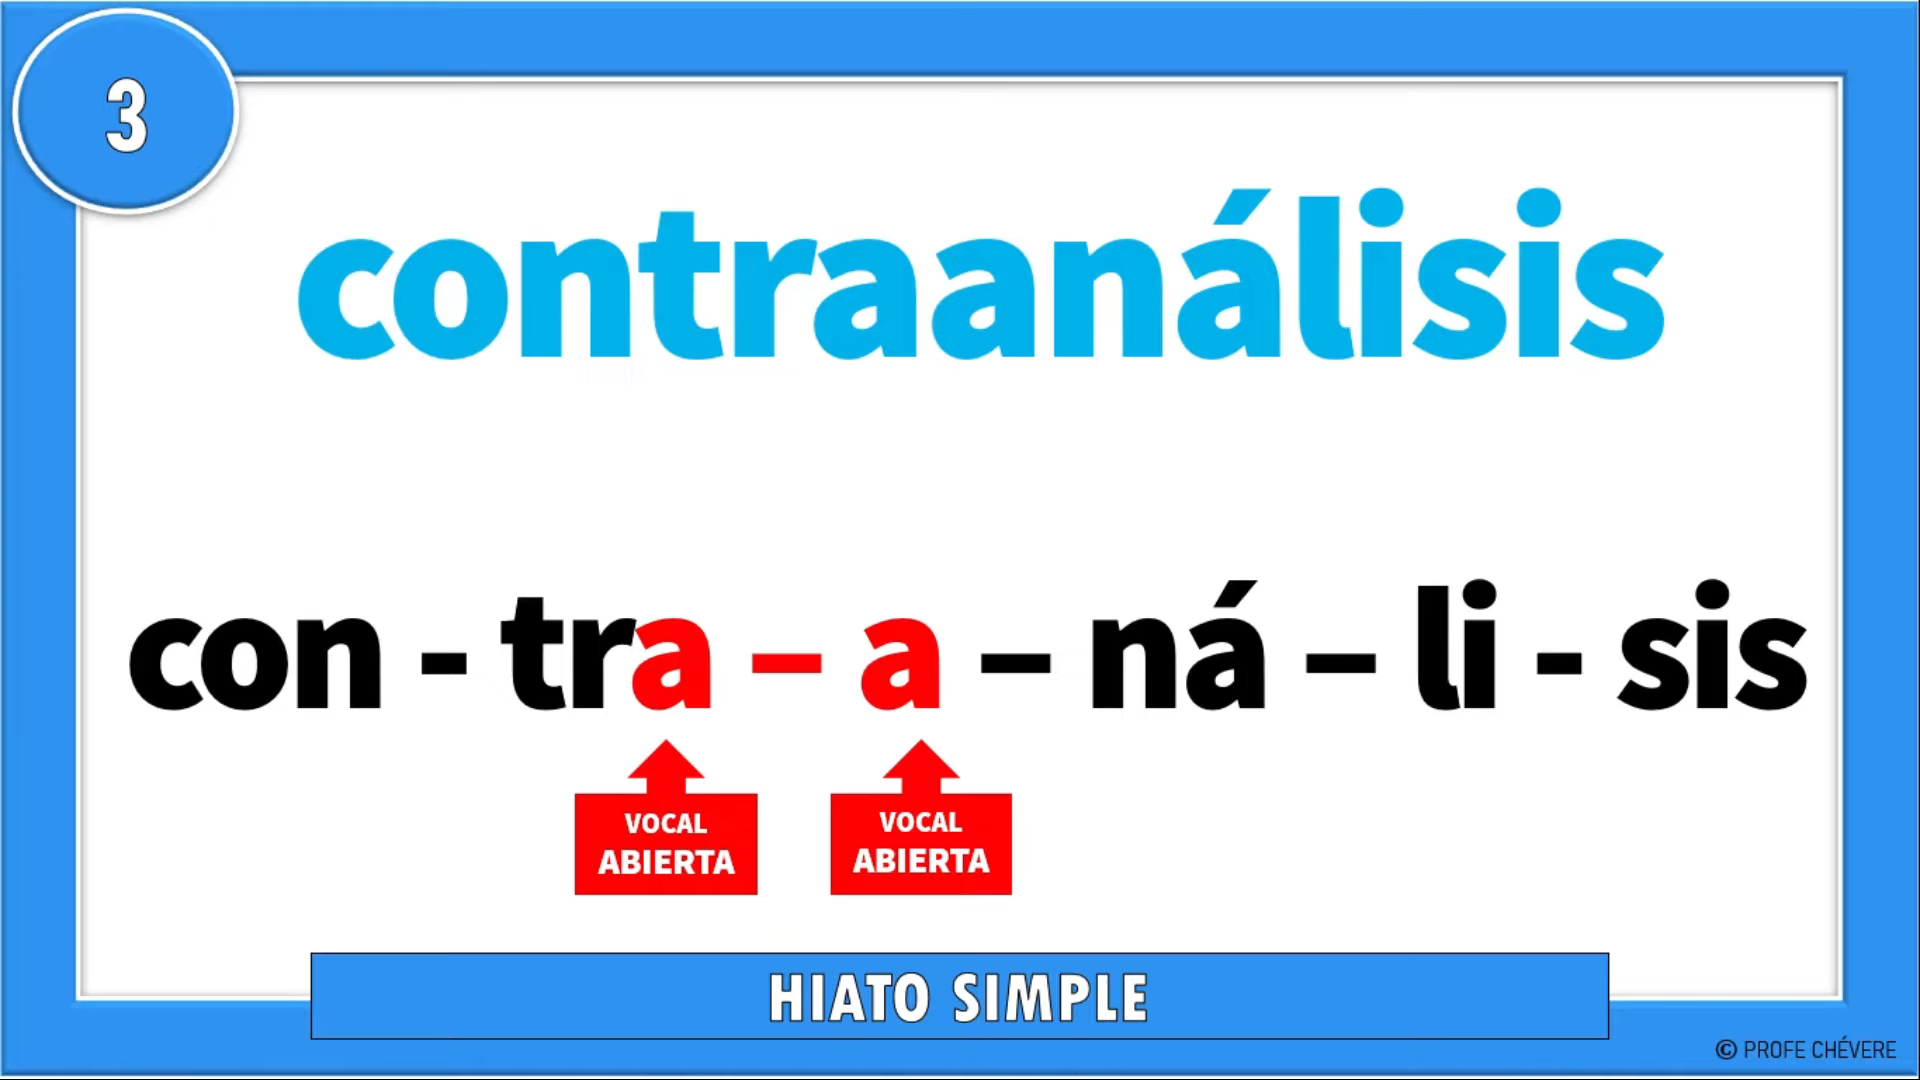 3
contraanálisis
con - tra – a – ná – li - sis
VOCAL
ABIERTA
VOCAL
ABIERTA
HIATO SIMPLE
© PROFE CHÉVERE